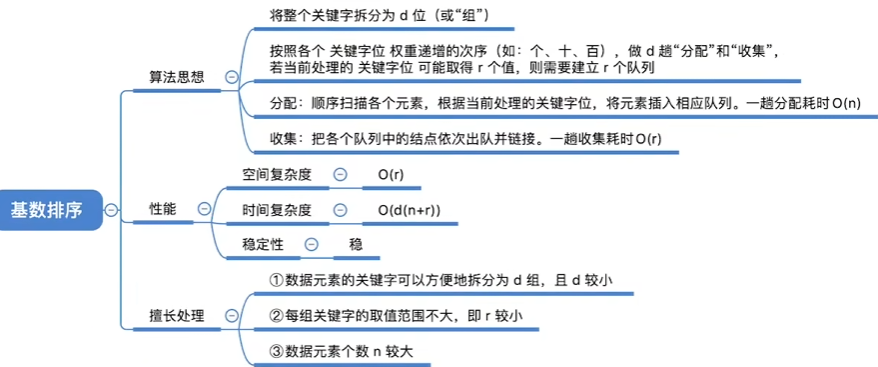 基数排序
算法思想
将整个关键字拆分为 d 位（或“组”）
按照各个 关键字位 权重递增的次序（如：个、十、百），做 d 趟“分配”和“收集”，
若当前处理的 关键字位 可能取得 r 个值，则需要建立 r 个队列
分配：顺序扫描各个元素，根据当前处理的关键字位，将元素插入相应队列。一趟分配耗时O(n)
收集：把各个队列中的结点依次出队并链接。一趟收集耗时O(r)
性能
空间复杂度
O(r)
时间复杂度
O(d(n+r))
稳定性
稳
擅长处理
①数据元素的关键字可以方便地拆分为 d 组，且 d 较小
②每组关键字的取值范围不大，即 r 较小
③数据元素个数 n 较大